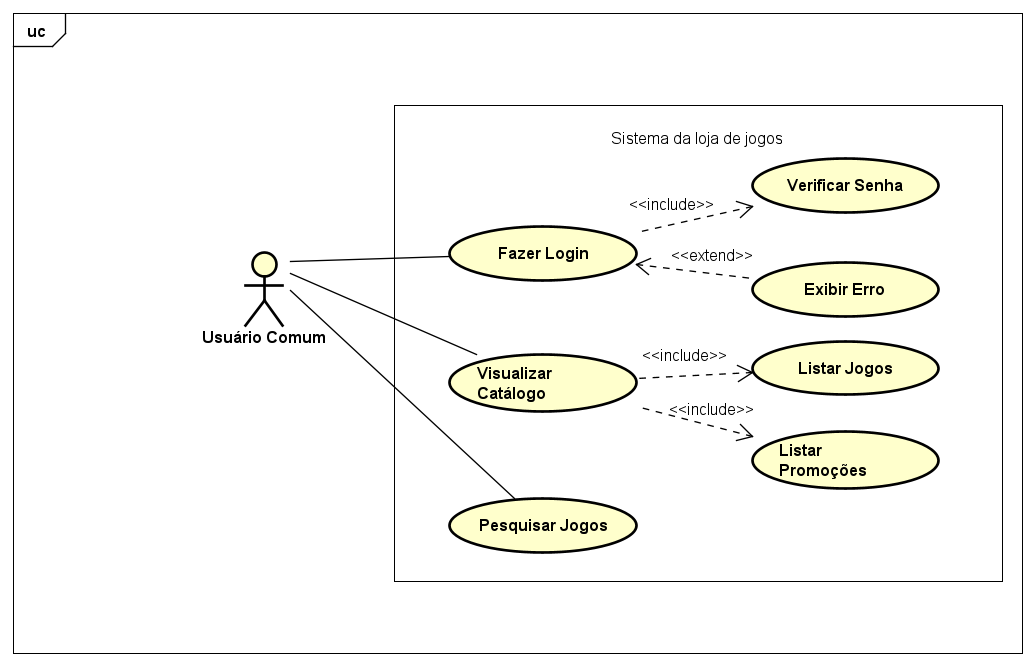 uc
Sistema da loja de jogos
Verificar Senha
<<include>>
Fazer Login
<<extend>>
Exibir Erro
Usuário Comum
<<include>>
Listar Jogos
Visualizar
Catálogo
<<include>>
Listar
Promoções
Pesquisar Jogos